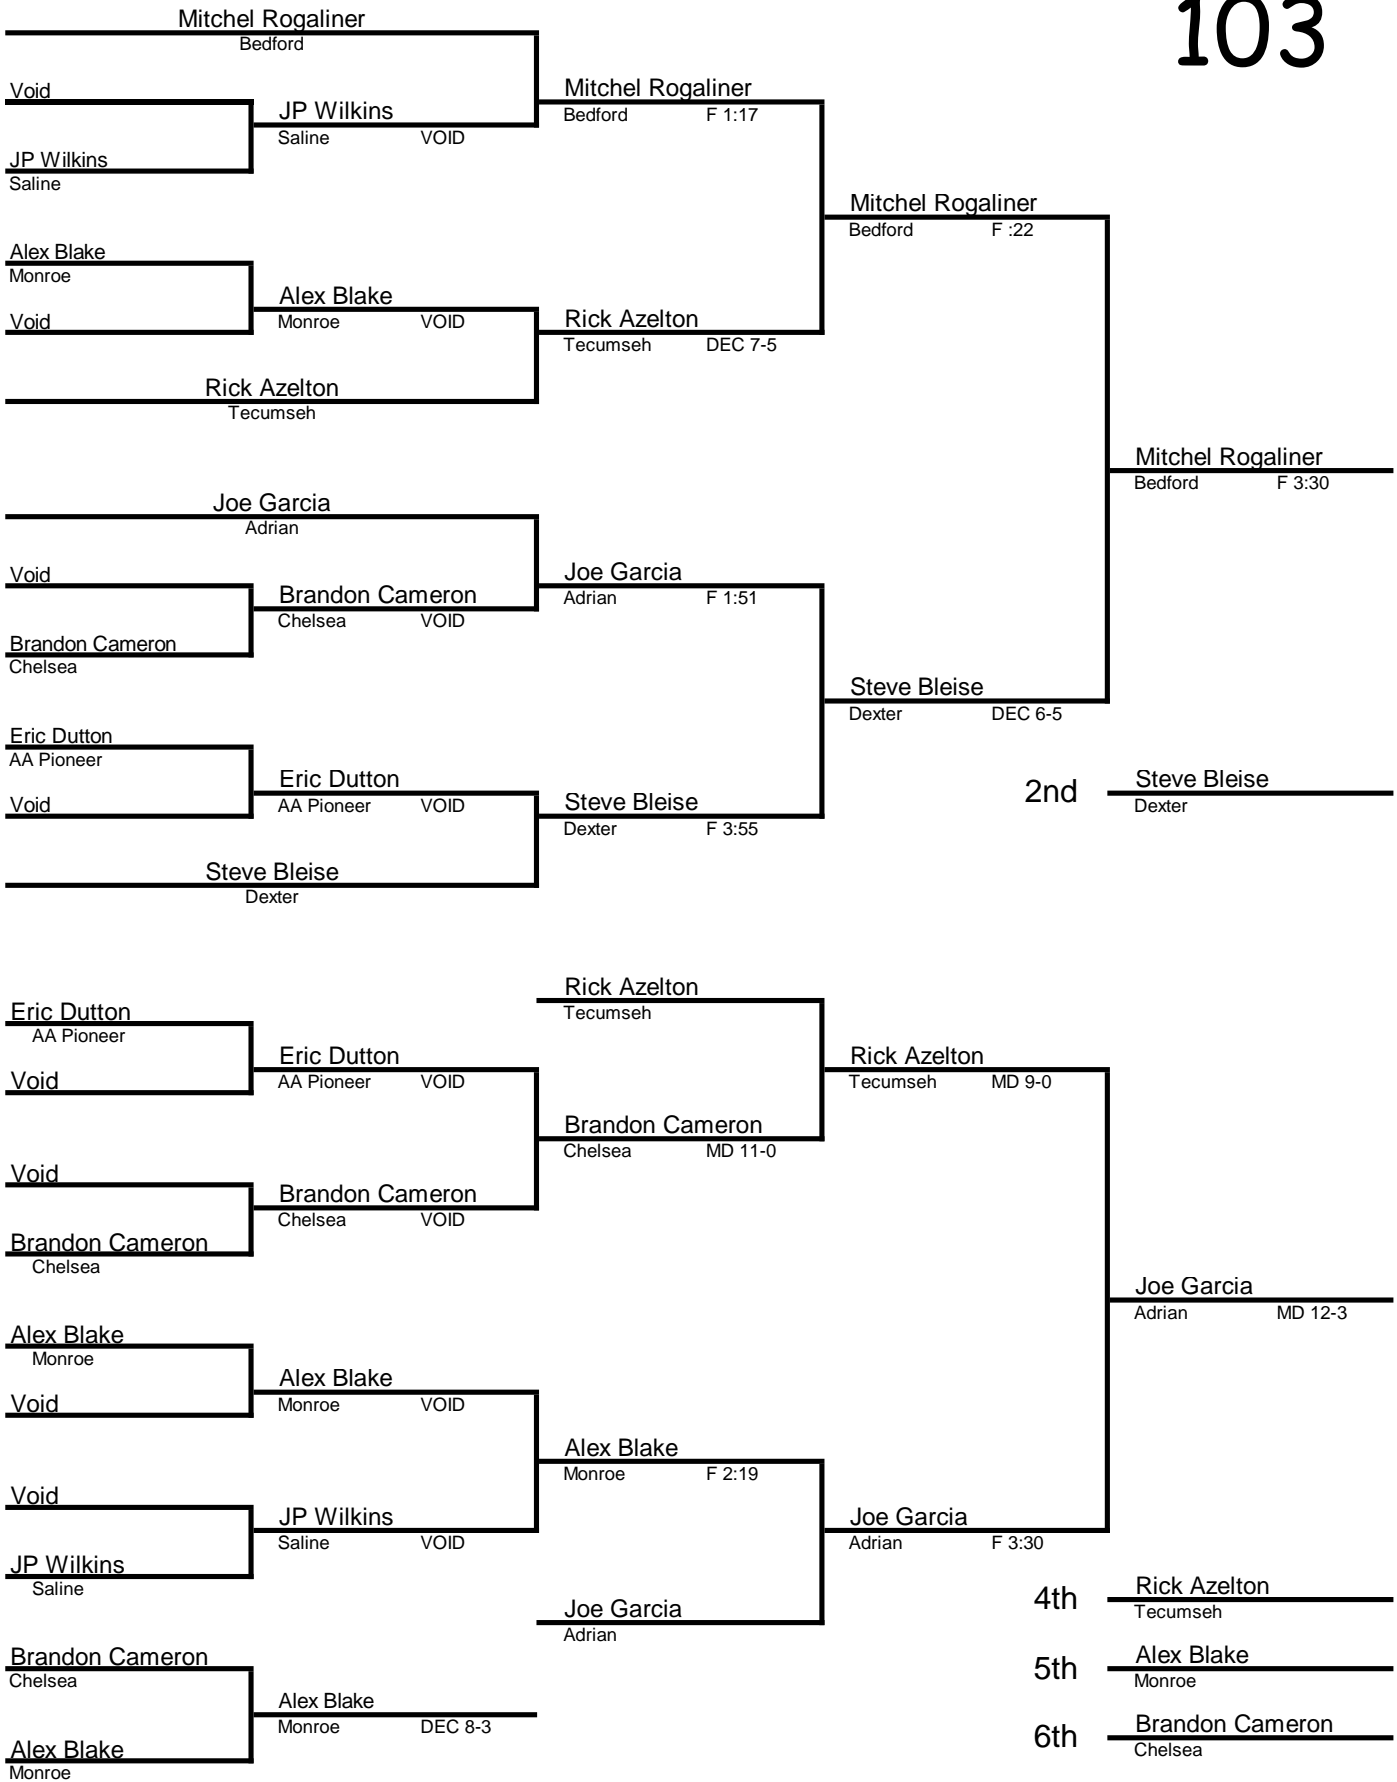 103
Mitchel Rogaliner
Bedford
Void
JP Wilkins
Saline VOID
JP Wilkins
Saline
Mitchel Rogaliner
Bedford F 1:17
Alex Blake
Monroe
Void
Alex Blake
Monroe VOID
Rick Azelton
Tecumseh
Rick Azelton
Tecumseh DEC 7-5
Mitchel Rogaliner
Bedford F :22
Joe Garcia
Adrian
Void
Brandon Cameron
Chelsea VOID
Brandon Cameron
Chelsea
Joe Garcia
Adrian F 1:51
Eric Dutton
AA Pioneer
Void
Eric Dutton
AA Pioneer VOID
Steve Bleise
Dexter
Steve Bleise
Dexter F 3:55
Steve Bleise
Dexter DEC 6-5
Mitchel Rogaliner
Bedford F 3:30
2nd Steve Bleise
Dexter
Eric Dutton
AA Pioneer
Void
Eric Dutton
AA Pioneer VOID
Void
Brandon Cameron
Chelsea
Brandon Cameron
Chelsea VOID
Rick Azelton
Tecumseh
Brandon Cameron
Chelsea MD 11-0
Rick Azelton
Tecumseh MD 9-0
Alex Blake
Monroe
Void
Alex Blake
Monroe VOID
Void
JP Wilkins
Saline
JP Wilkins
Saline VOID
Alex Blake
Monroe F 2:19
Joe Garcia
Adrian
Joe Garcia
Adrian F 3:30
Joe Garcia
Adrian MD 12-3
Brandon Cameron
Chelsea
Alex Blake
Monroe
Alex Blake
Monroe DEC 8-3
4th Rick Azelton
Tecumseh
5th Alex Blake
Monroe
6th Brandon Cameron
Chelsea